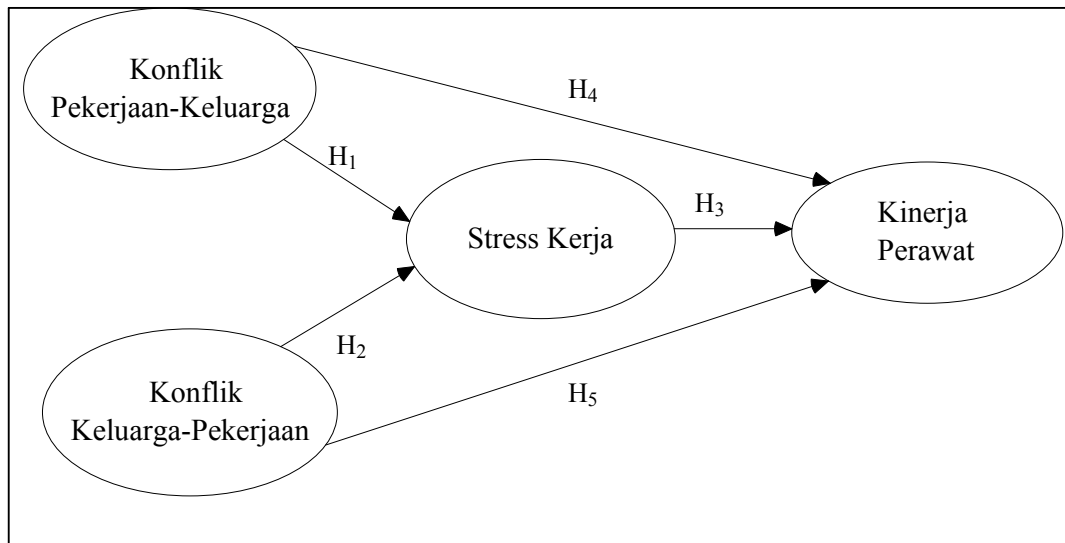 Konflik
Pekerjaan-Keluarga
H₄
H₁
Stress Kerja
H₃
Kinerja
Perawat
H₂
Konflik
Keluarga-Pekerjaan
H₅